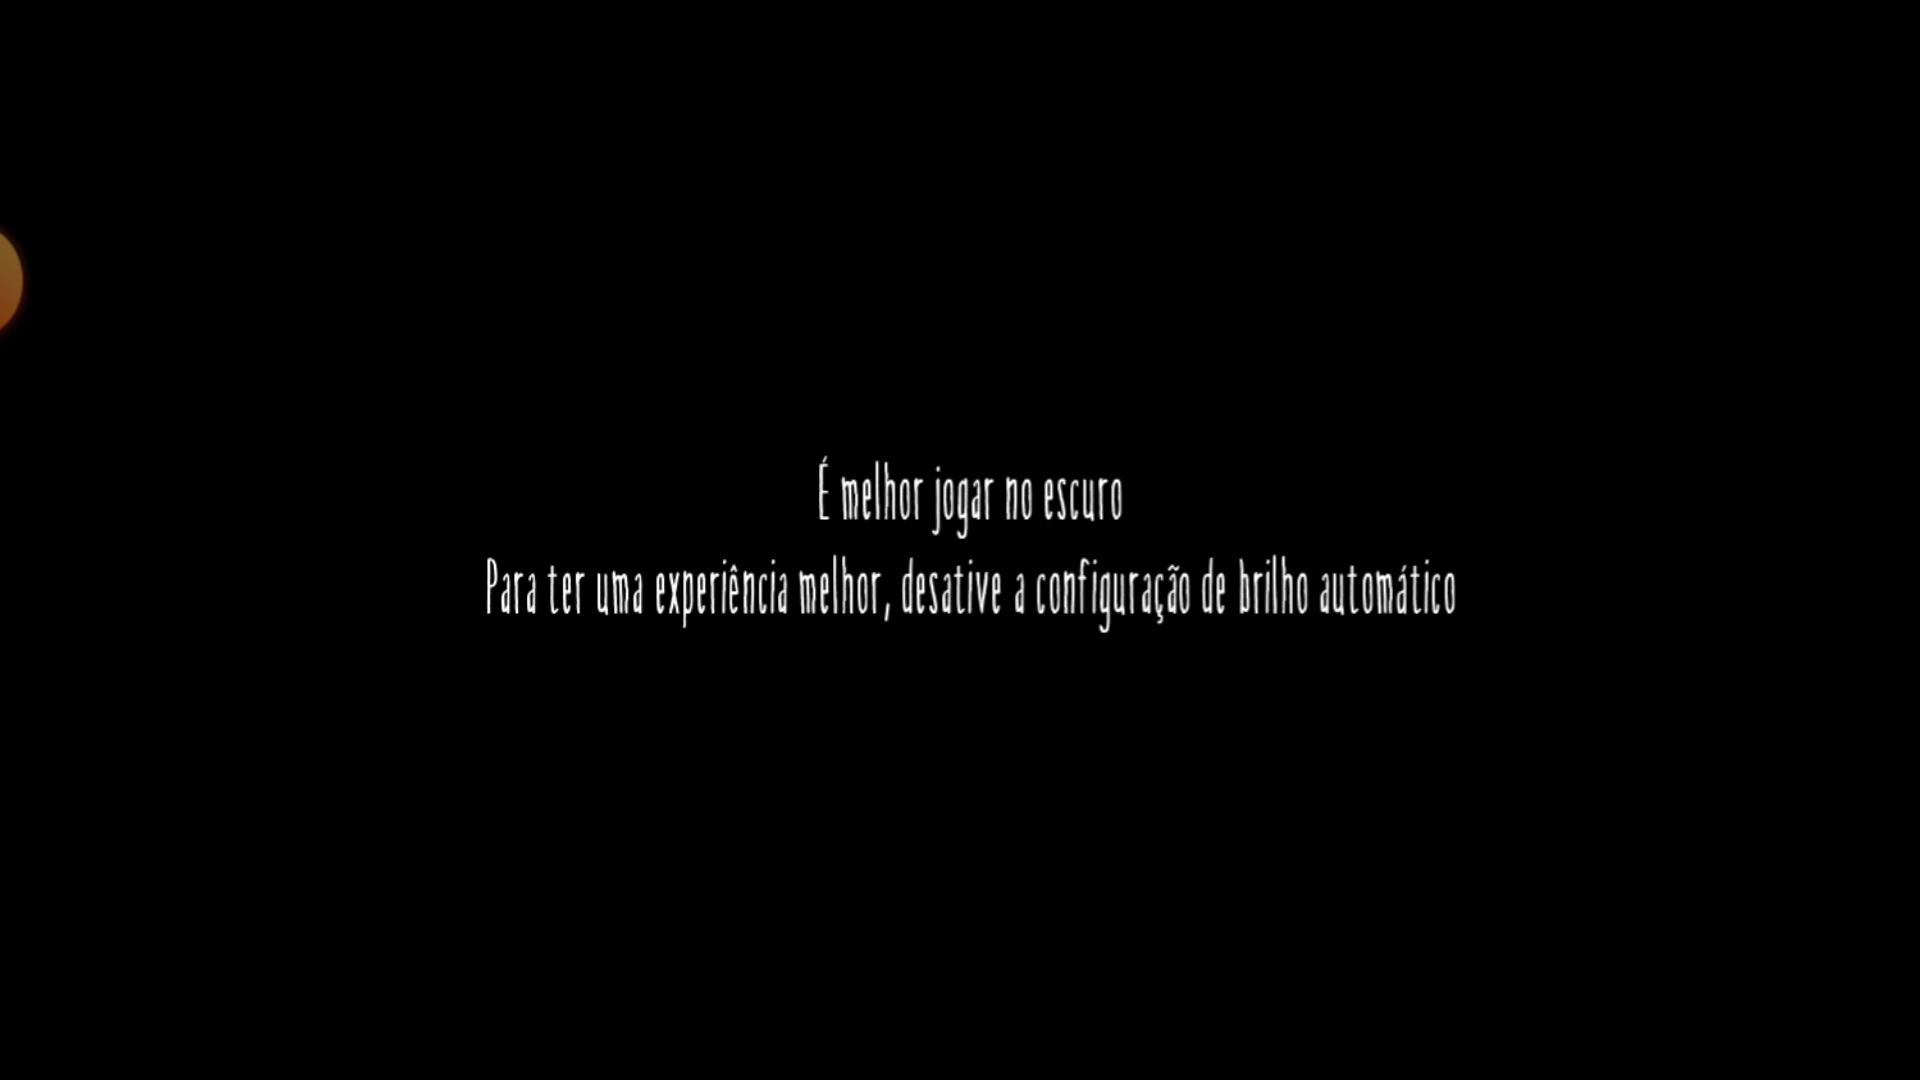 É melhor jogar no escuro
Para ter uma experiência melhor, desative a configuração de brilho automático